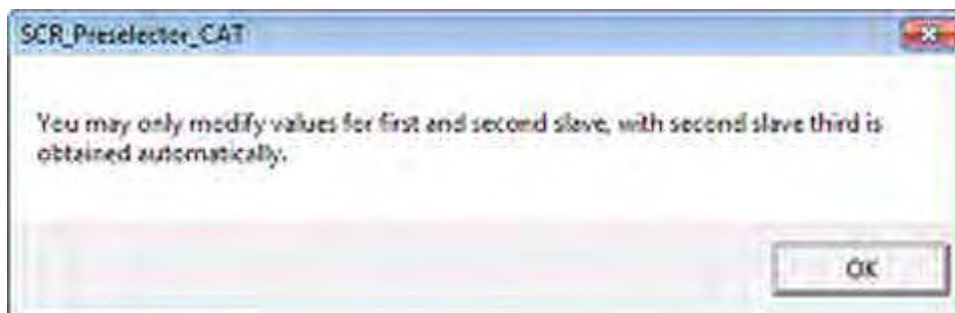 SCR_Preselector_CAT
You may only modify values for first and second slave, with second slave third is
obtained automatically.
OK